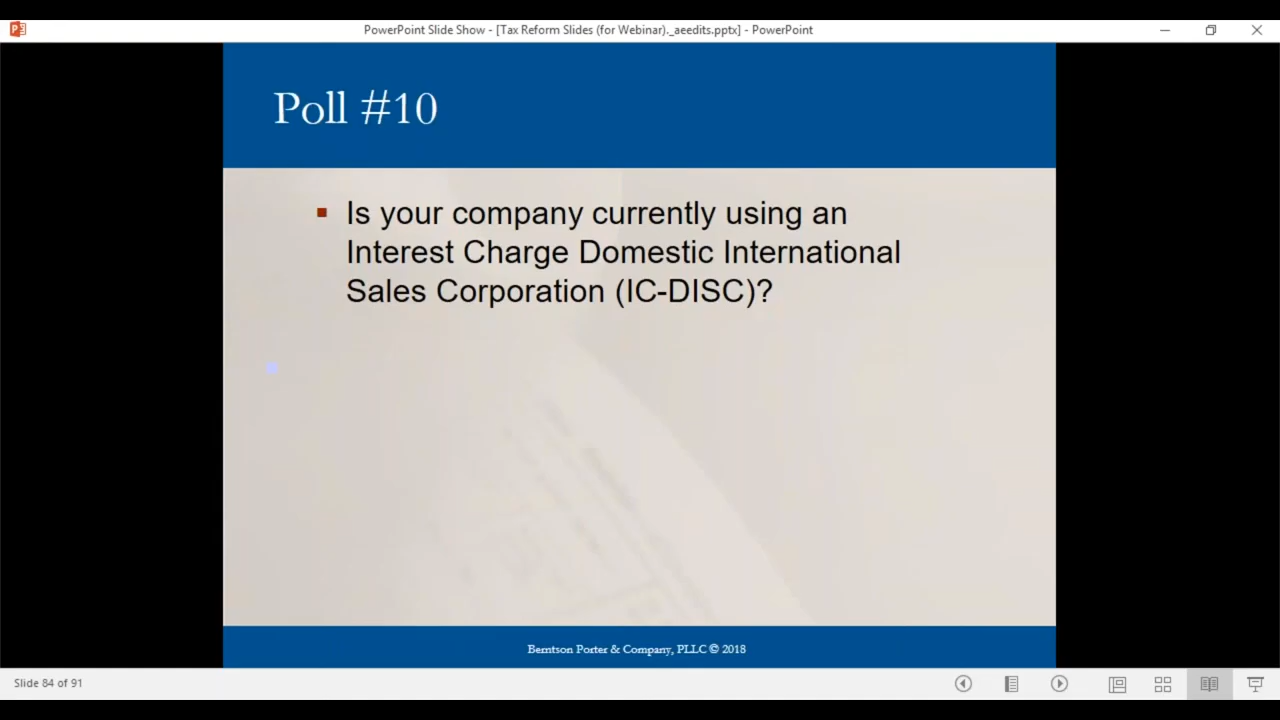 PowerPoint Slide Show - [Tax Reform Slides (for Webinar)._aeedits.pptx] - PowerPoint
Poll #10
Is your company currently using an
Interest Charge Domestic International
Sales Corporation (IC-DISC)?
Berntson Porter & Company, PLLC © 2018
Slide 84 of 91